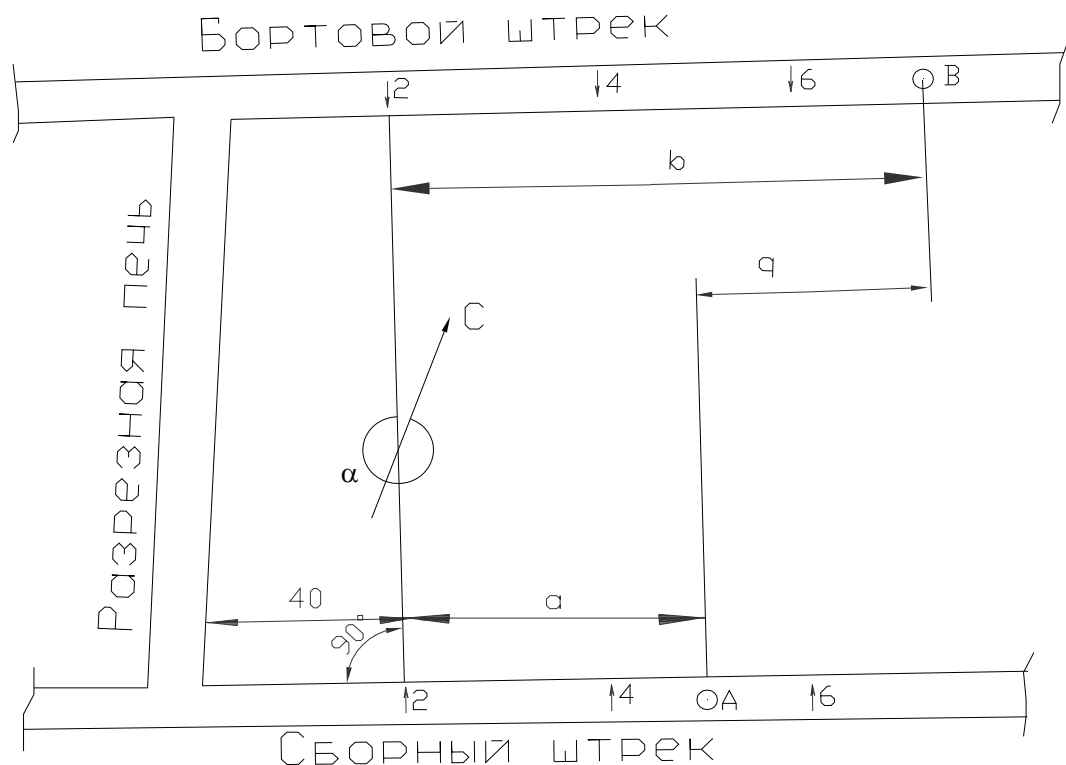 Бортовой штрек
2 4 6 B
b
q
C
Разрезная печь
α
40
a
90°
2 4 A 6
Сборный штрек